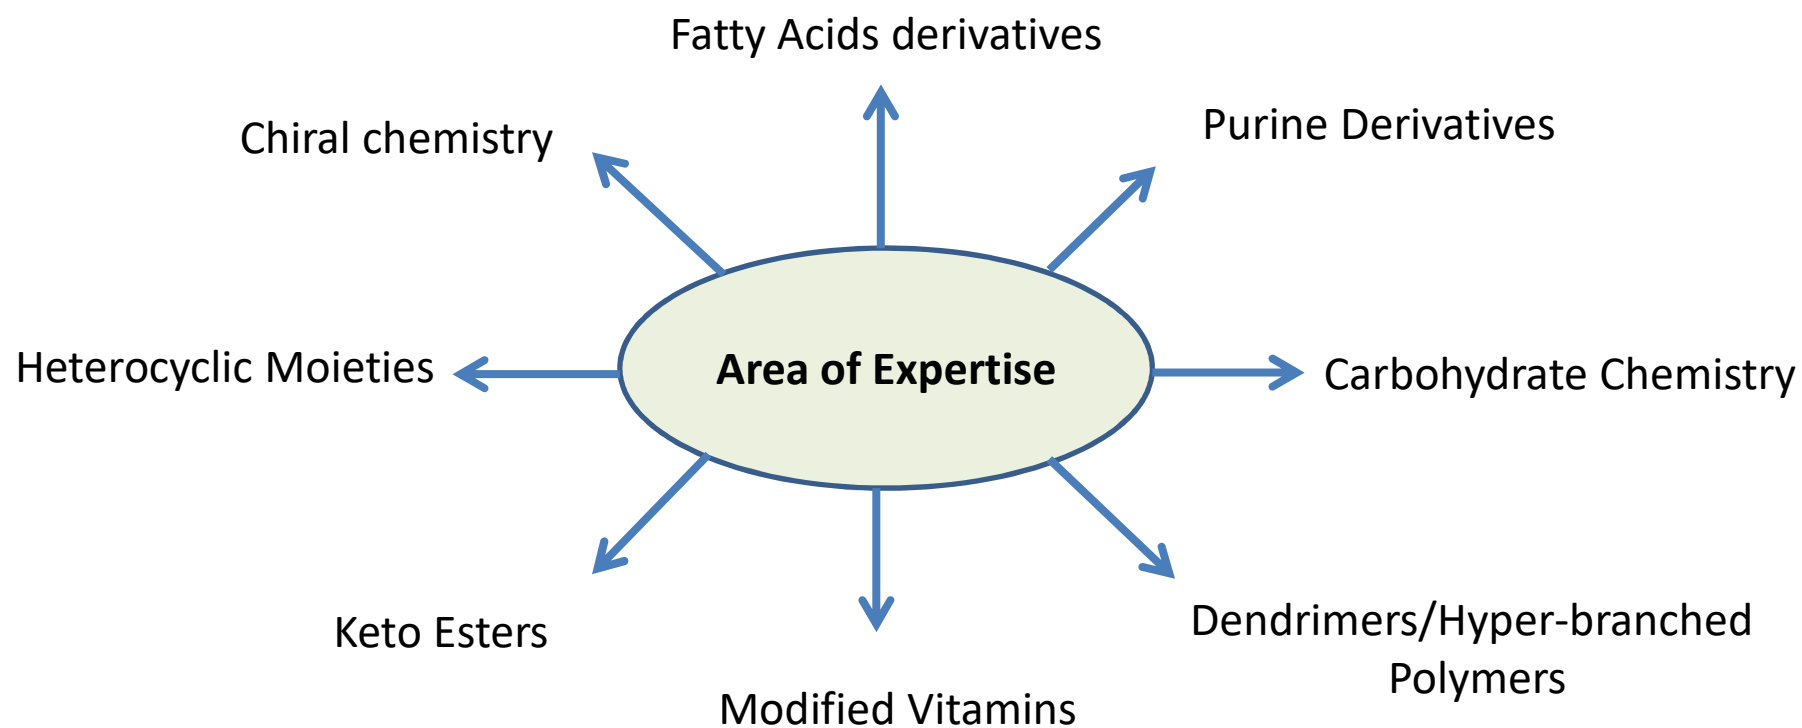 Fatty Acids derivatives
Purine Derivatives
Chiral chemistry
Heterocyclic Moieties
Area of Expertise
Carbohydrate Chemistry
Keto Esters
Dendrimers/Hyper-branched
Polymers
Modified Vitamins